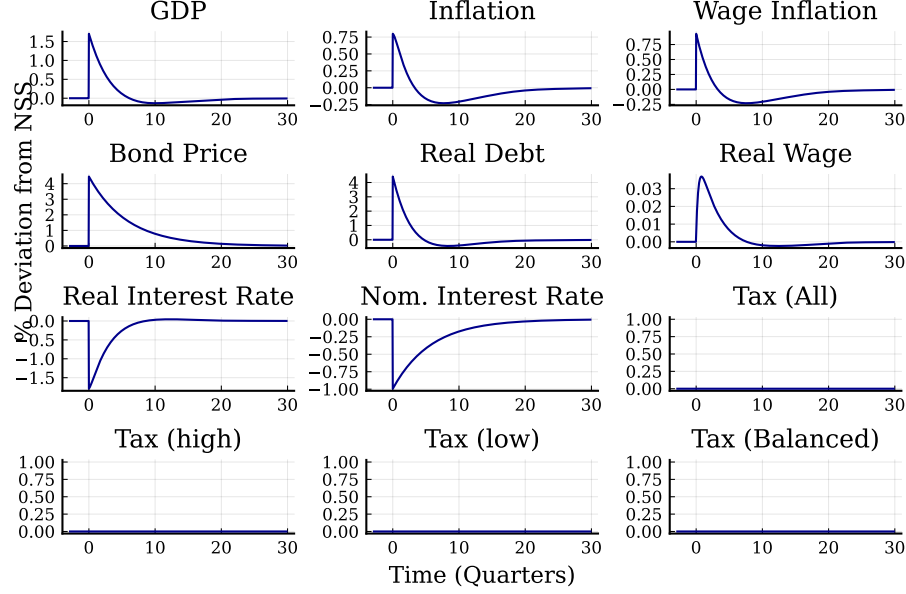 GDP
Inflation
Wage Inflation
% Deviation from NSS
1.5
1.0
0.5
0.0
0 10 20 30
0.75
0.50
0.25
0.00
−0.25
0 10 20 30
0.75
0.50
0.25
0.00
−0.25
0 10 20 30
Bond Price
Real Debt
Real Wage
4
3
2
1
0
0 10 20 30
4
3
2
1
0
0 10 20 30
0.03
0.02
0.01
0.00
0 10 20 30
Real Interest Rate
Nom. Interest Rate
Tax (All)
0.0
−0.5
−1.0
−1.5
0 10 20 30
0.00
−0.25
−0.50
−0.75
−1.00
0 10 20 30
1.00
0.75
0.50
0.25
0.00
0 10 20 30
Tax (high)
Tax (low)
Tax (Balanced)
1.00
0.75
0.50
0.25
0.00
0 10 20 30
1.00
0.75
0.50
0.25
0.00
0 10 20 30
1.00
0.75
0.50
0.25
0.00
0 10 20 30
Time (Quarters)